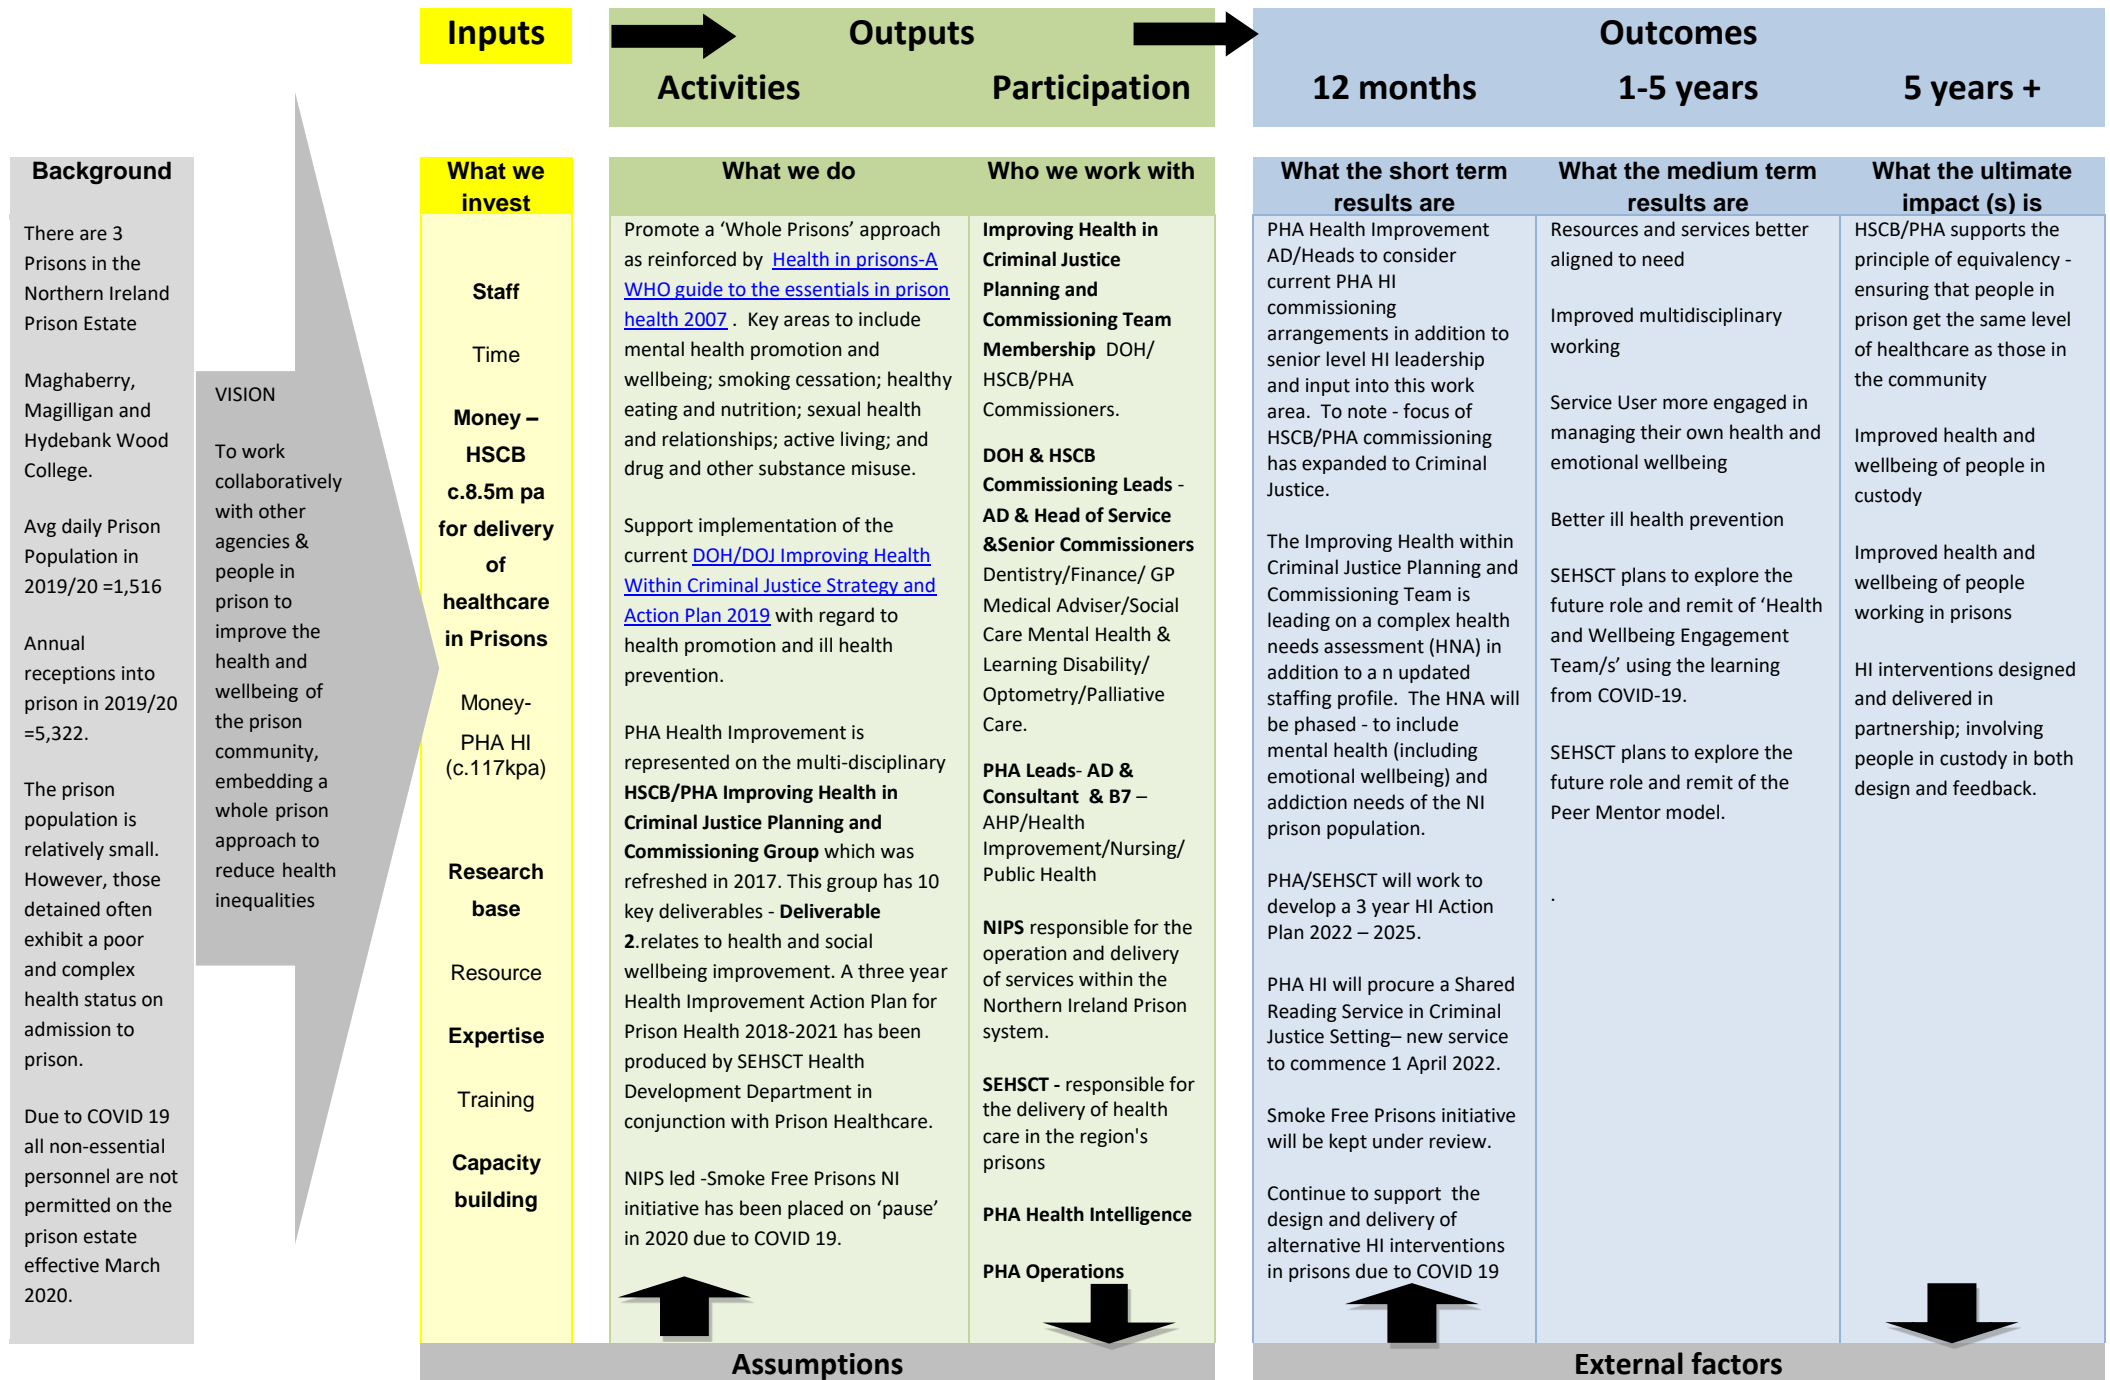 Inputs
Outputs
Activities
Participation
Outcomes
12 months
1-5 years
5 years +
Background
There are 3
Prisons in the
Northern Ireland
Prison Estate
Maghaberry,
Magilligan and
Hydebank Wood
College.
Avg daily Prison
Population in
2019/20 =1,516
Annual
receptions into
prison in 2019/20
=5,322.
The prison
population is
relatively small.
However, those
detained often
exhibit a poor
and complex
health status on
admission to
prison.
Due to COVID 19
all non-essential
personnel are not
permitted on the
prison estate
effective March
2020.
VISION
To work
collaboratively
with other
agencies &
people in
prison to
improve the
health and
wellbeing of
the prison
community,
embedding a
whole prison
approach to
reduce health
inequalities
What we
invest
Staff
Time
Money –
HSCB
c.8.5m pa
for delivery
of
healthcare
in Prisons
Money-
PHA HI
(c.117kpa)
Research
base
Resource
Expertise
Training
Capacity
building
What we do
Promote a ‘Whole Prisons’ approach
as reinforced by Health in prisons-A
WHO guide to the essentials in prison
health 2007 . Key areas to include
mental health promotion and
wellbeing; smoking cessation; healthy
eating and nutrition; sexual health
and relationships; active living; and
drug and other substance misuse.
Support implementation of the
current DOH/DOJ Improving Health
Within Criminal Justice Strategy and
Action Plan 2019 with regard to
health promotion and ill health
prevention.
PHA Health Improvement is
represented on the multi-disciplinary
HSCB/PHA Improving Health in
Criminal Justice Planning and
Commissioning Group which was
refreshed in 2017. This group has 10
key deliverables - Deliverable
2.relates to health and social
wellbeing improvement. A three year
Health Improvement Action Plan for
Prison Health 2018-2021 has been
produced by SEHSCT Health
Development Department in
conjunction with Prison Healthcare.
NIPS led -Smoke Free Prisons NI
initiative has been placed on ‘pause’
in 2020 due to COVID 19.
Who we work with
Improving Health in
Criminal Justice
Planning and
Commissioning Team
Membership DOH/
HSCB/PHA
Commissioners.
DOH & HSCB
Commissioning Leads -
AD & Head of Service
&Senior Commissioners
Dentistry/Finance/ GP
Medical Adviser/Social
Care Mental Health &
Learning Disability/
Optometry/Palliative
Care.
PHA Leads- AD &
Consultant & B7 –
AHP/Health
Improvement/Nursing/
Public Health
NIPS responsible for the
operation and delivery
of services within the
Northern Ireland Prison
system.
SEHSCT - responsible for
the delivery of health
care in the region's
prisons
PHA Health Intelligence
PHA Operations
What the short term
results are
PHA Health Improvement
AD/Heads to consider
current PHA HI
commissioning
arrangements in addition to
senior level HI leadership
and input into this work
area. To note - focus of
HSCB/PHA commissioning
has expanded to Criminal
Justice.
The Improving Health within
Criminal Justice Planning and
Commissioning Team is
leading on a complex health
needs assessment (HNA) in
addition to a n updated
staffing profile. The HNA will
be phased - to include
mental health (including
emotional wellbeing) and
addiction needs of the NI
prison population.
PHA/SEHSCT will work to
develop a 3 year HI Action
Plan 2022 – 2025.
PHA HI will procure a Shared
Reading Service in Criminal
Justice Setting– new service
to commence 1 April 2022.
Smoke Free Prisons initiative
will be kept under review.
Continue to support the
design and delivery of
alternative HI interventions
in prisons due to COVID 19
What the medium term
results are
Resources and services better
aligned to need
Improved multidisciplinary
working
Service User more engaged in
managing their own health and
emotional wellbeing
Better ill health prevention
SEHSCT plans to explore the
future role and remit of ‘Health
and Wellbeing Engagement
Team/s’ using the learning
from COVID-19.
SEHSCT plans to explore the
future role and remit of the
Peer Mentor model.
.
What the ultimate
impact (s) is
HSCB/PHA supports the
principle of equivalency -
ensuring that people in
prison get the same level
of healthcare as those in
the community
Improved health and
wellbeing of people in
custody
Improved health and
wellbeing of people
working in prisons
HI interventions designed
and delivered in
partnership; involving
people in custody in both
design and feedback.
Assumptions
External factors